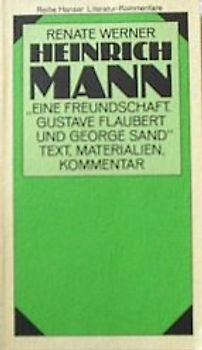 Reihe Hanser Literatur-Kommentare
RENATE WERNER
HEINRICH
MANN
„EINE FREUNDSCHAFT.
GUSTAVE FLAUBERT
UND GEORGE SAND“
TEXT, MATERIALIEN,
KOMMENTAR